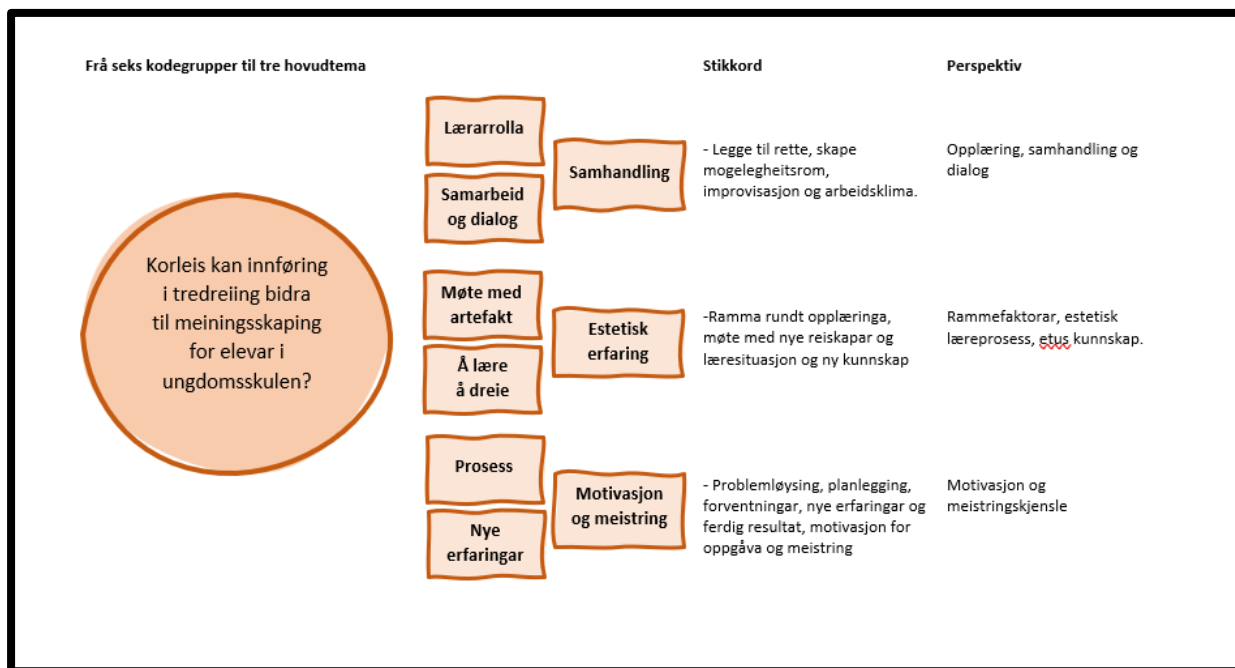 Frå seks kodegrupper til tre hovudtema
Stikkord
Perspektiv
Korleis kan innføring
i tredreiing bidra
til meiningsskaping
for elevar i
ungdomsskulen?
Lærarrolla
Samarbeid
og dialog
Samhandling
- Legge til rette, skape
mogelegheitsrom,
improvisasjon og arbeidsklima.
Opplæring, samhandling og
dialog
Møte med
artefakt
Å lære
å dreie
Estetisk
erfaring
-Ramma rundt opplæringa,
møte med nye reiskapar og
læresituasjon og ny kunnskap
Rammefaktorar, estetisk
læreprosess, etus kunnskap.
Prosess
Nye
erfaringar
Motivasjon
og meistring
- Problemløysing, planlegging,
forventningar, nye erfaringar og
ferdig resultat, motivasjon for
oppgåva og meistring
Motivasjon og
meistringskjensle